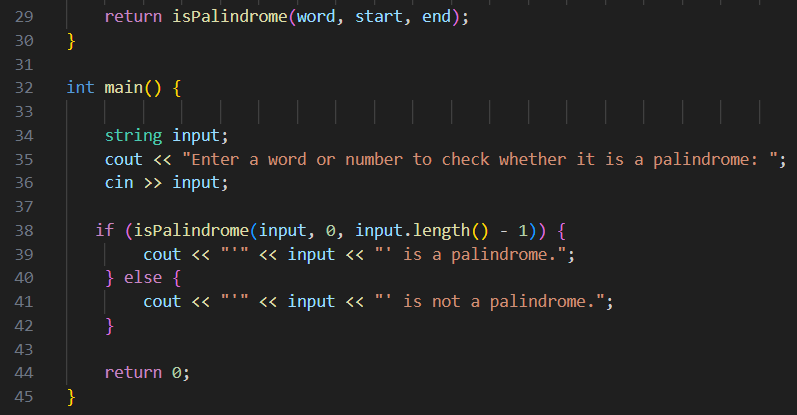 29 return isPalindrome(word, start, end);
30 }
31
32 int main() {
33
34 string input;
35 cout << "Enter a word or number to check whether it is a palindrome: ";
36 cin >> input;
37
38 if (isPalindrome(input, 0, input.length() - 1)) {
39 cout << "'" << input << "' is a palindrome.";
40 } else {
41 cout << "'" << input << "' is not a palindrome.";
42 }
43
44 return 0;
45 }